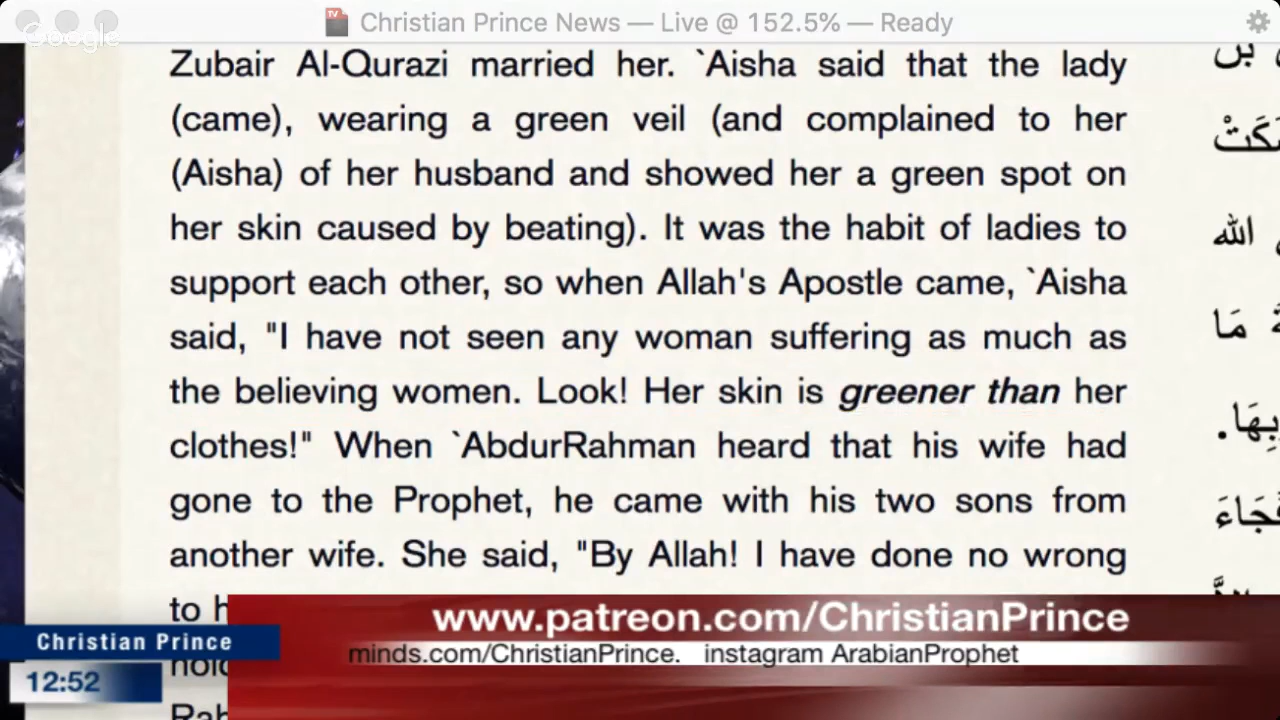 Christian Prince News — Live @ 152.5% — Ready
Google
Zubair Al-Qurazi married her. `Aisha said that the lady
(came), wearing a green veil (and complained to her
(Aisha) of her husband and showed her a green spot on
her skin caused by beating). It was the habit of ladies to
support each other, so when Allah's Apostle came, `Aisha
said, "I have not seen any woman suffering as much as
the believing women. Look! Her skin is greener than her
clothes!" When `AbdurRahman heard that his wife had
gone to the Prophet, he came with his two sons from
another wife. She said, "By Allah! I have done no wrong
to h
الله
مَا
www.patreon.com/ChristianPrince
minds.com/ChristianPrince. instagram ArabianProphet
Christian Prince
12:52